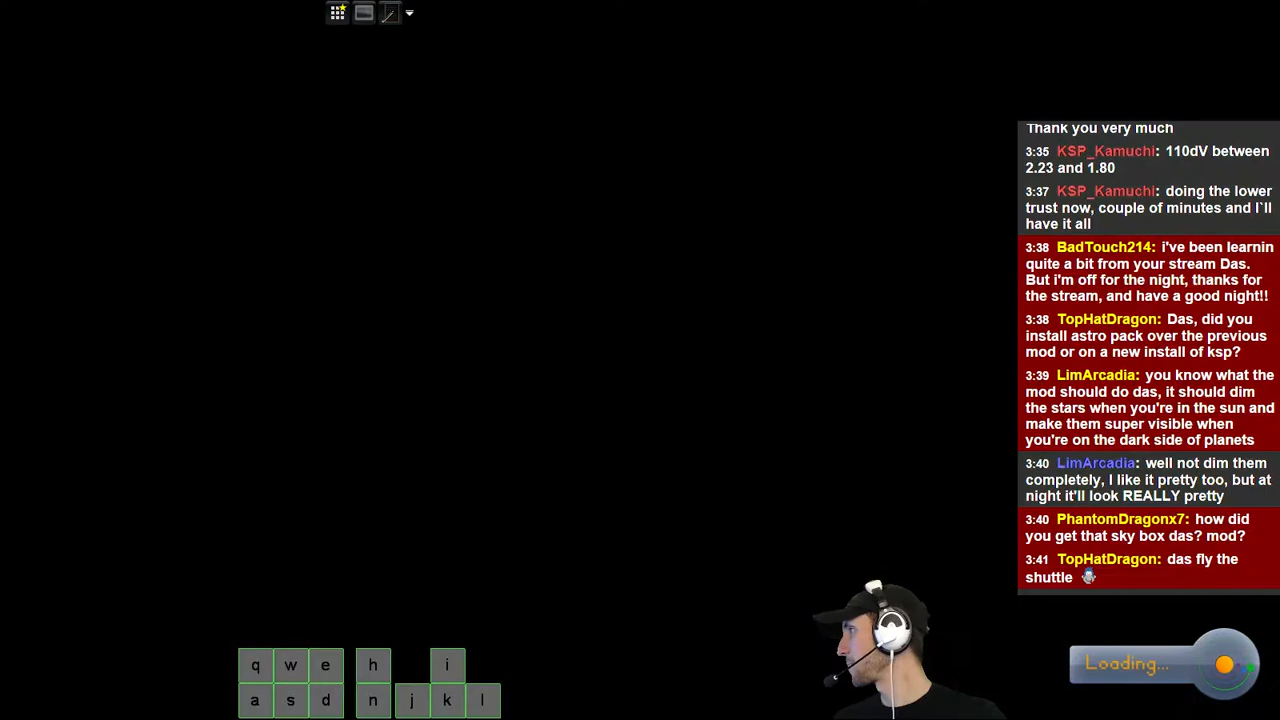 Thank you very much
3:35 KSP_Kamuchi: 110dV between
2.23 and 1.80
3:37 KSP_Kamuchi: doing the lower
trust now, couple of minutes and I`ll
have it all
3:38 BadTouch214: i've been learnin
quite a bit from your stream Das.
But i'm off for the night, thanks for
the stream, and have a good night!!
3:38 TopHatDragon: Das, did you
install astro pack over the previous
mod or on a new install of ksp?
3:39 LimArcadia: you know what the
mod should do das, it should dim
the stars when you're in the sun and
make them super visible when
you're on the dark side of planets
3:40 LimArcadia: well not dim them
completely, I like it pretty too, but at
night it'll look REALLY pretty
3:40 PhantomDragonx7: how did
you get that sky box das? mod?
3:41 TopHatDragon: das fly the
shuttle
q w e h i
a s d n j k l
Loading...